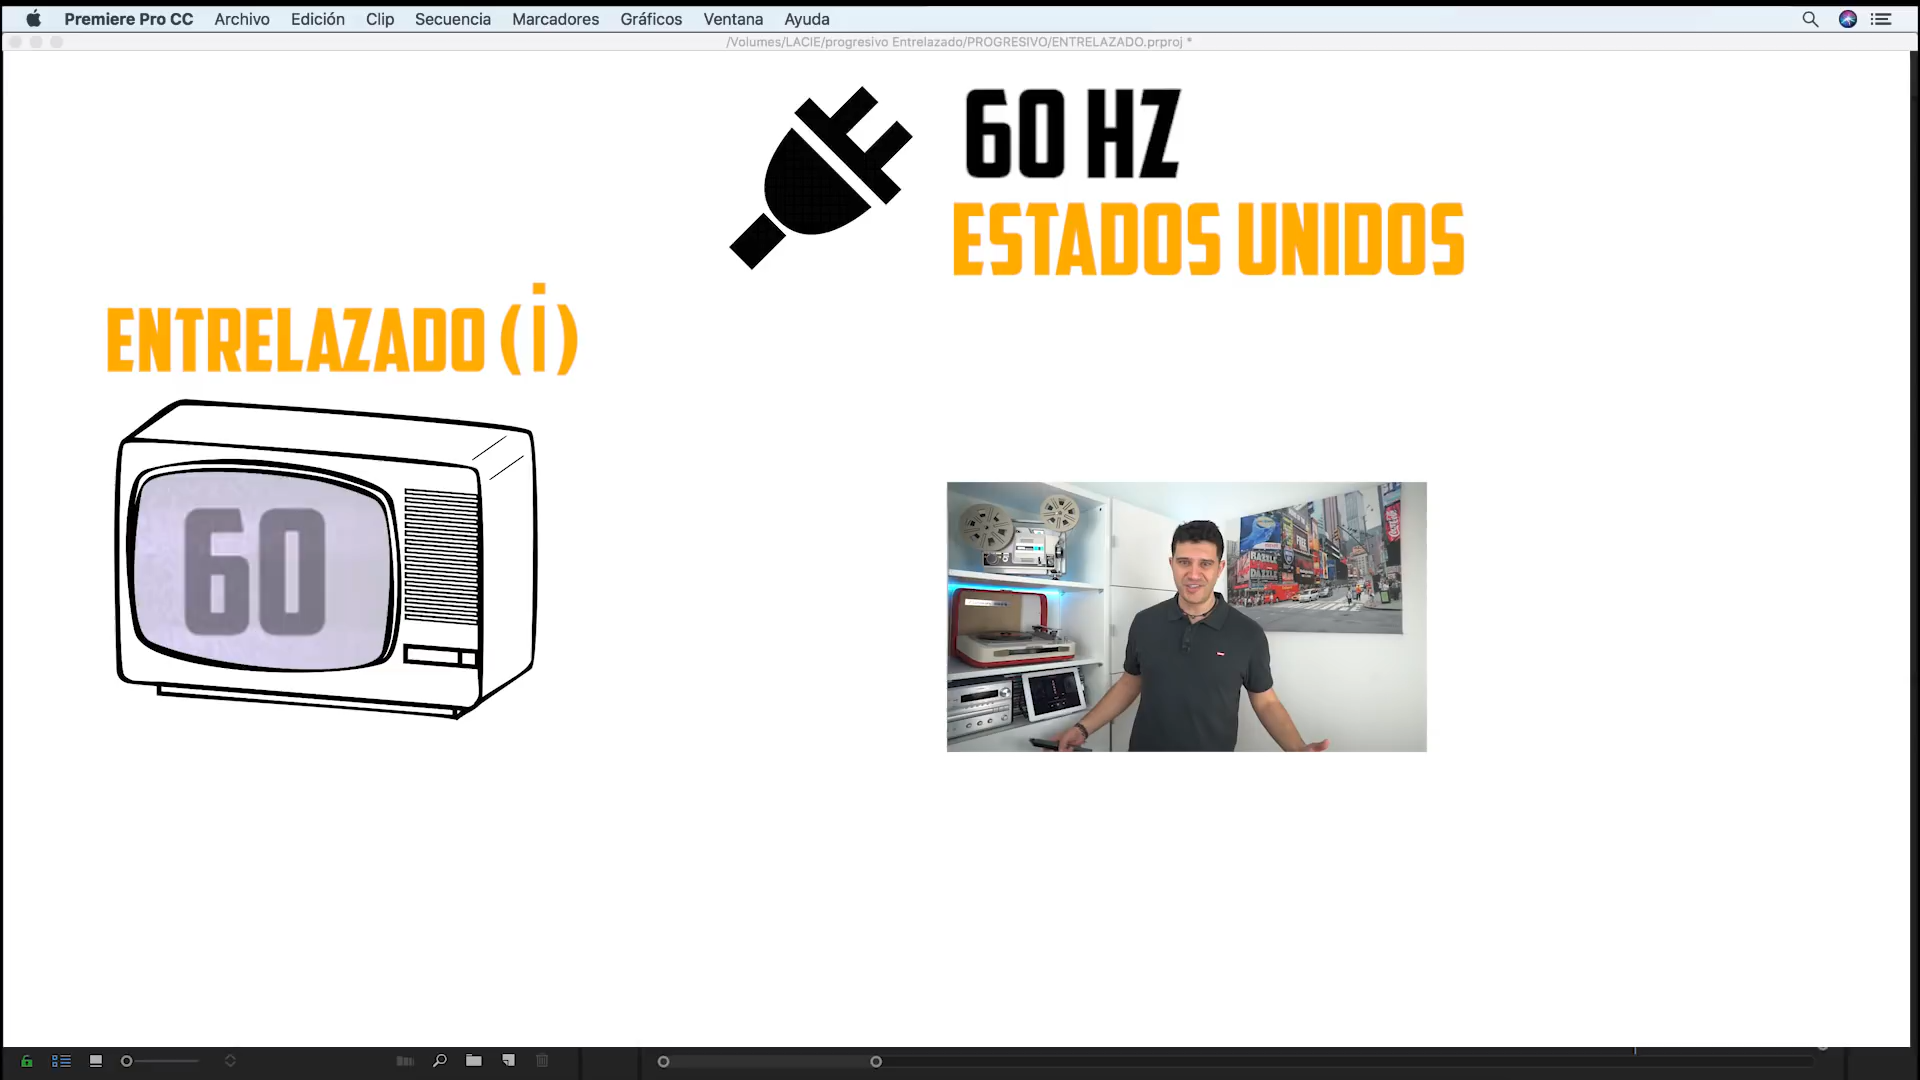 Premiere Pro CC Archivo Edición Clip Secuencia Marcadores Gráficos Ventana Ayuda
/Volumes/LACIE/progresivo Entrelazado/PROGRESIVO/ENTRELAZADO.prproj *
60 HZ
ESTADOS UNIDOS
ENTRELAZADO (i)
60